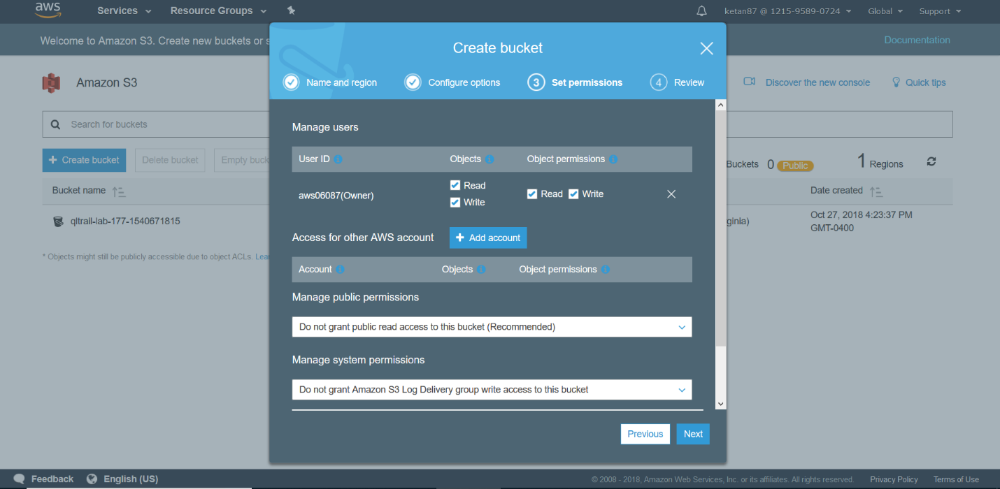 aws
Services
Resource Groups
ketan87 @ 1215-9589-0724
Global
Support
Welcome to Amazon S3. Create new buckets or s
Documentation
Create bucket
Name and region
Configure options
3 Set permissions
4 Review
Amazon S3
Discover the new console
Quick tips
Search for buckets
+ Create bucket
Delete bucket
Empty buck
Buckets
0 Public
1 Regions
Bucket name
Date created
qltrail-lab-177-1540671815
ginia)
Oct 27, 2018 4:23:37 PM
GMT-0400
* Objects might still be publicly accessible due to object ACLs. Lear
Manage users
User ID
Objects
Object permissions
aws06087(Owner)
Read
Write
Read
Write
Access for other AWS account
+ Add account
Account
Objects
Object permissions
Manage public permissions
Do not grant public read access to this bucket (Recommended)
Manage system permissions
Do not grant Amazon S3 Log Delivery group write access to this bucket
Previous
Next
Feedback
English (US)
© 2008 - 2018, Amazon Web Services, Inc. or its affiliates. All rights reserved.
Privacy Policy
Terms of Use